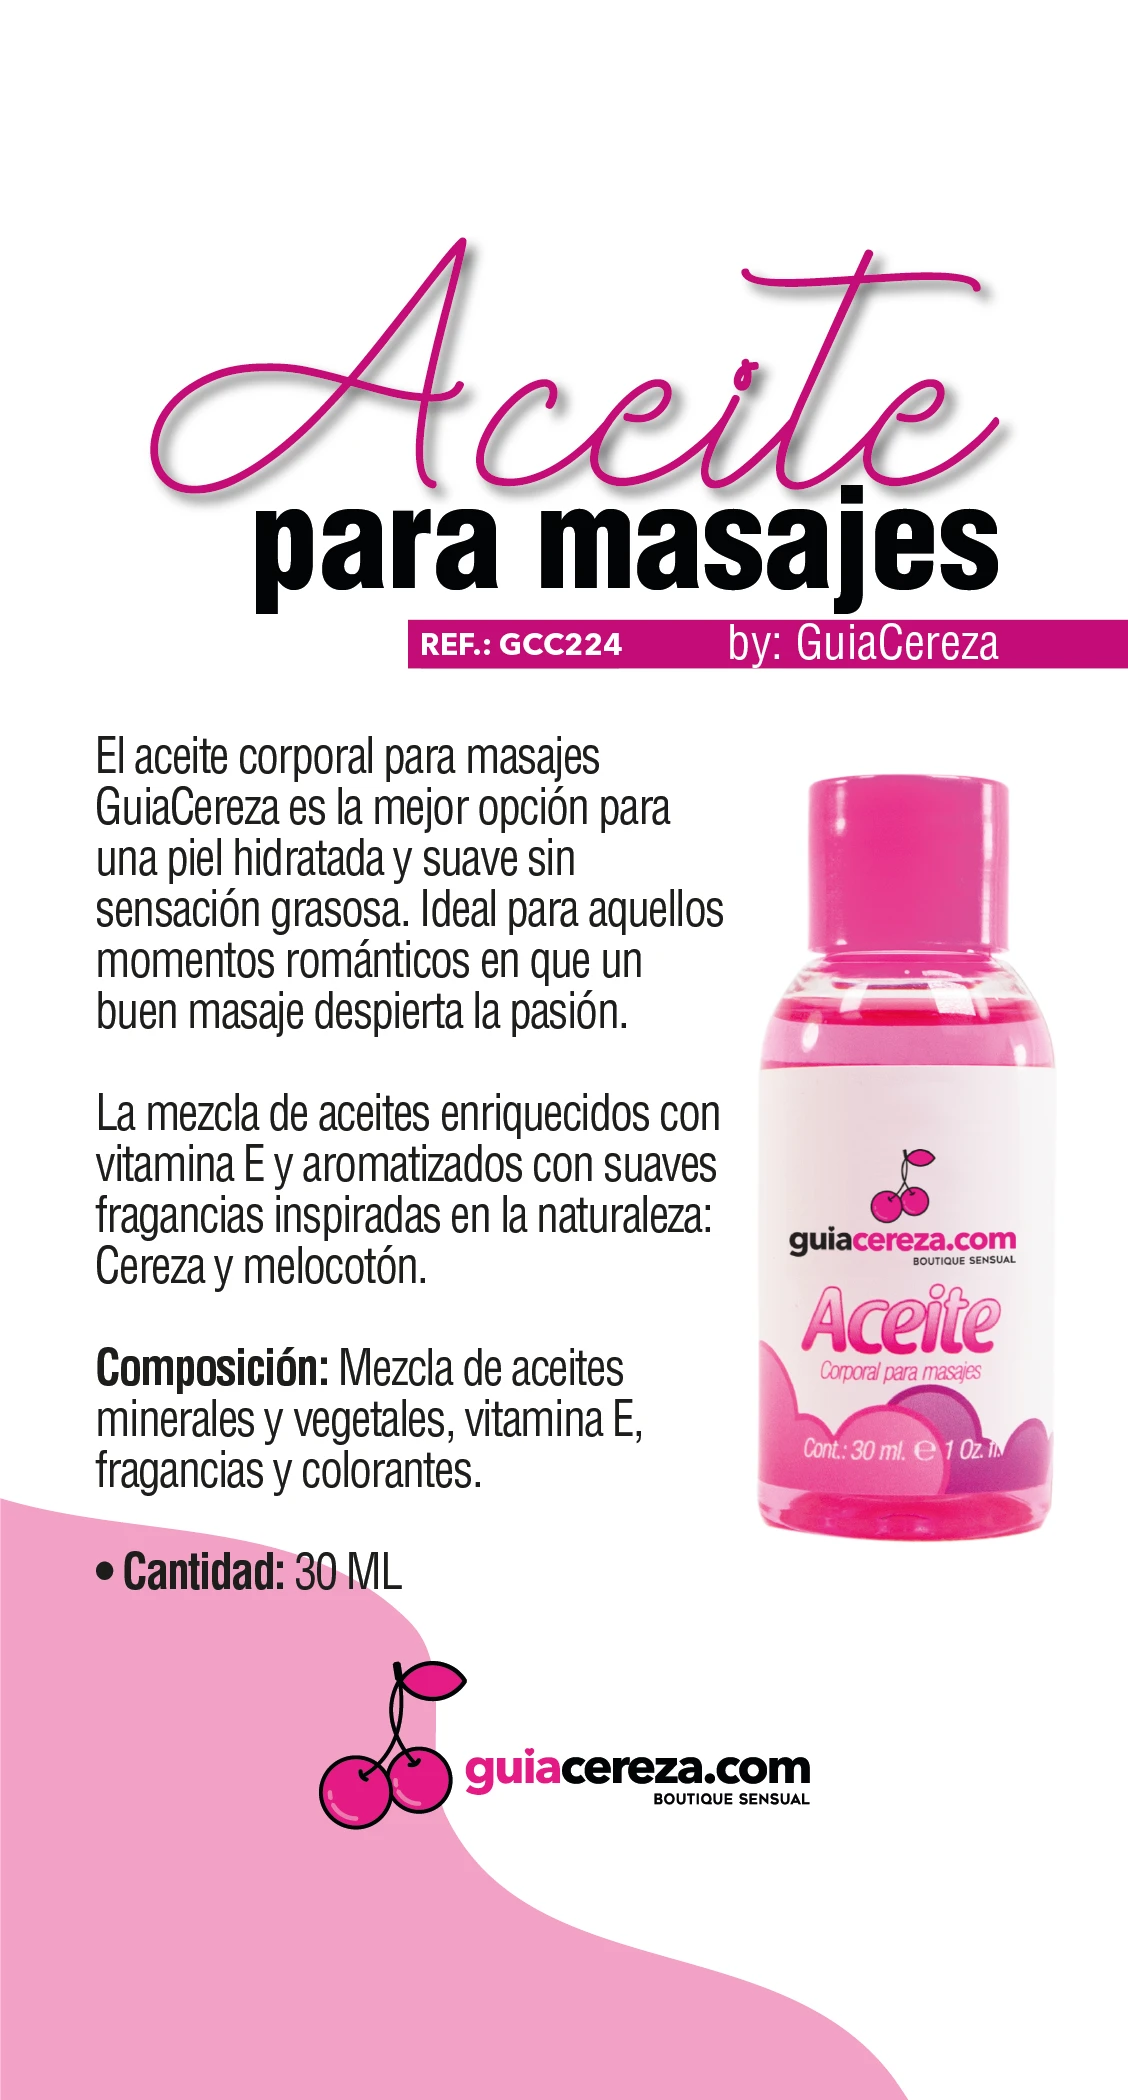 Aceite
para masajes
REF.: GCC224 by: GuiaCereza
El aceite corporal para masajes
GuiaCereza es la mejor opción para
una piel hidratada y suave sin
sensación grasosa. Ideal para aquellos
momentos románticos en que un
buen masaje despierta la pasión.
La mezcla de aceites enriquecidos con
vitamina E y aromatizados con suaves
fragancias inspiradas en la naturaleza:
Cereza y melocotón.
Composición: Mezcla de aceites
minerales y vegetales, vitamina E,
fragancias y colorantes.
• Cantidad: 30 ML
guiacereza.com
BOUTIQUE SENSUAL
Aceite
Corporal para masajes
Cont.: 30 ml. ℮ 1 Oz. fl.
guiacereza.com
BOUTIQUE SENSUAL